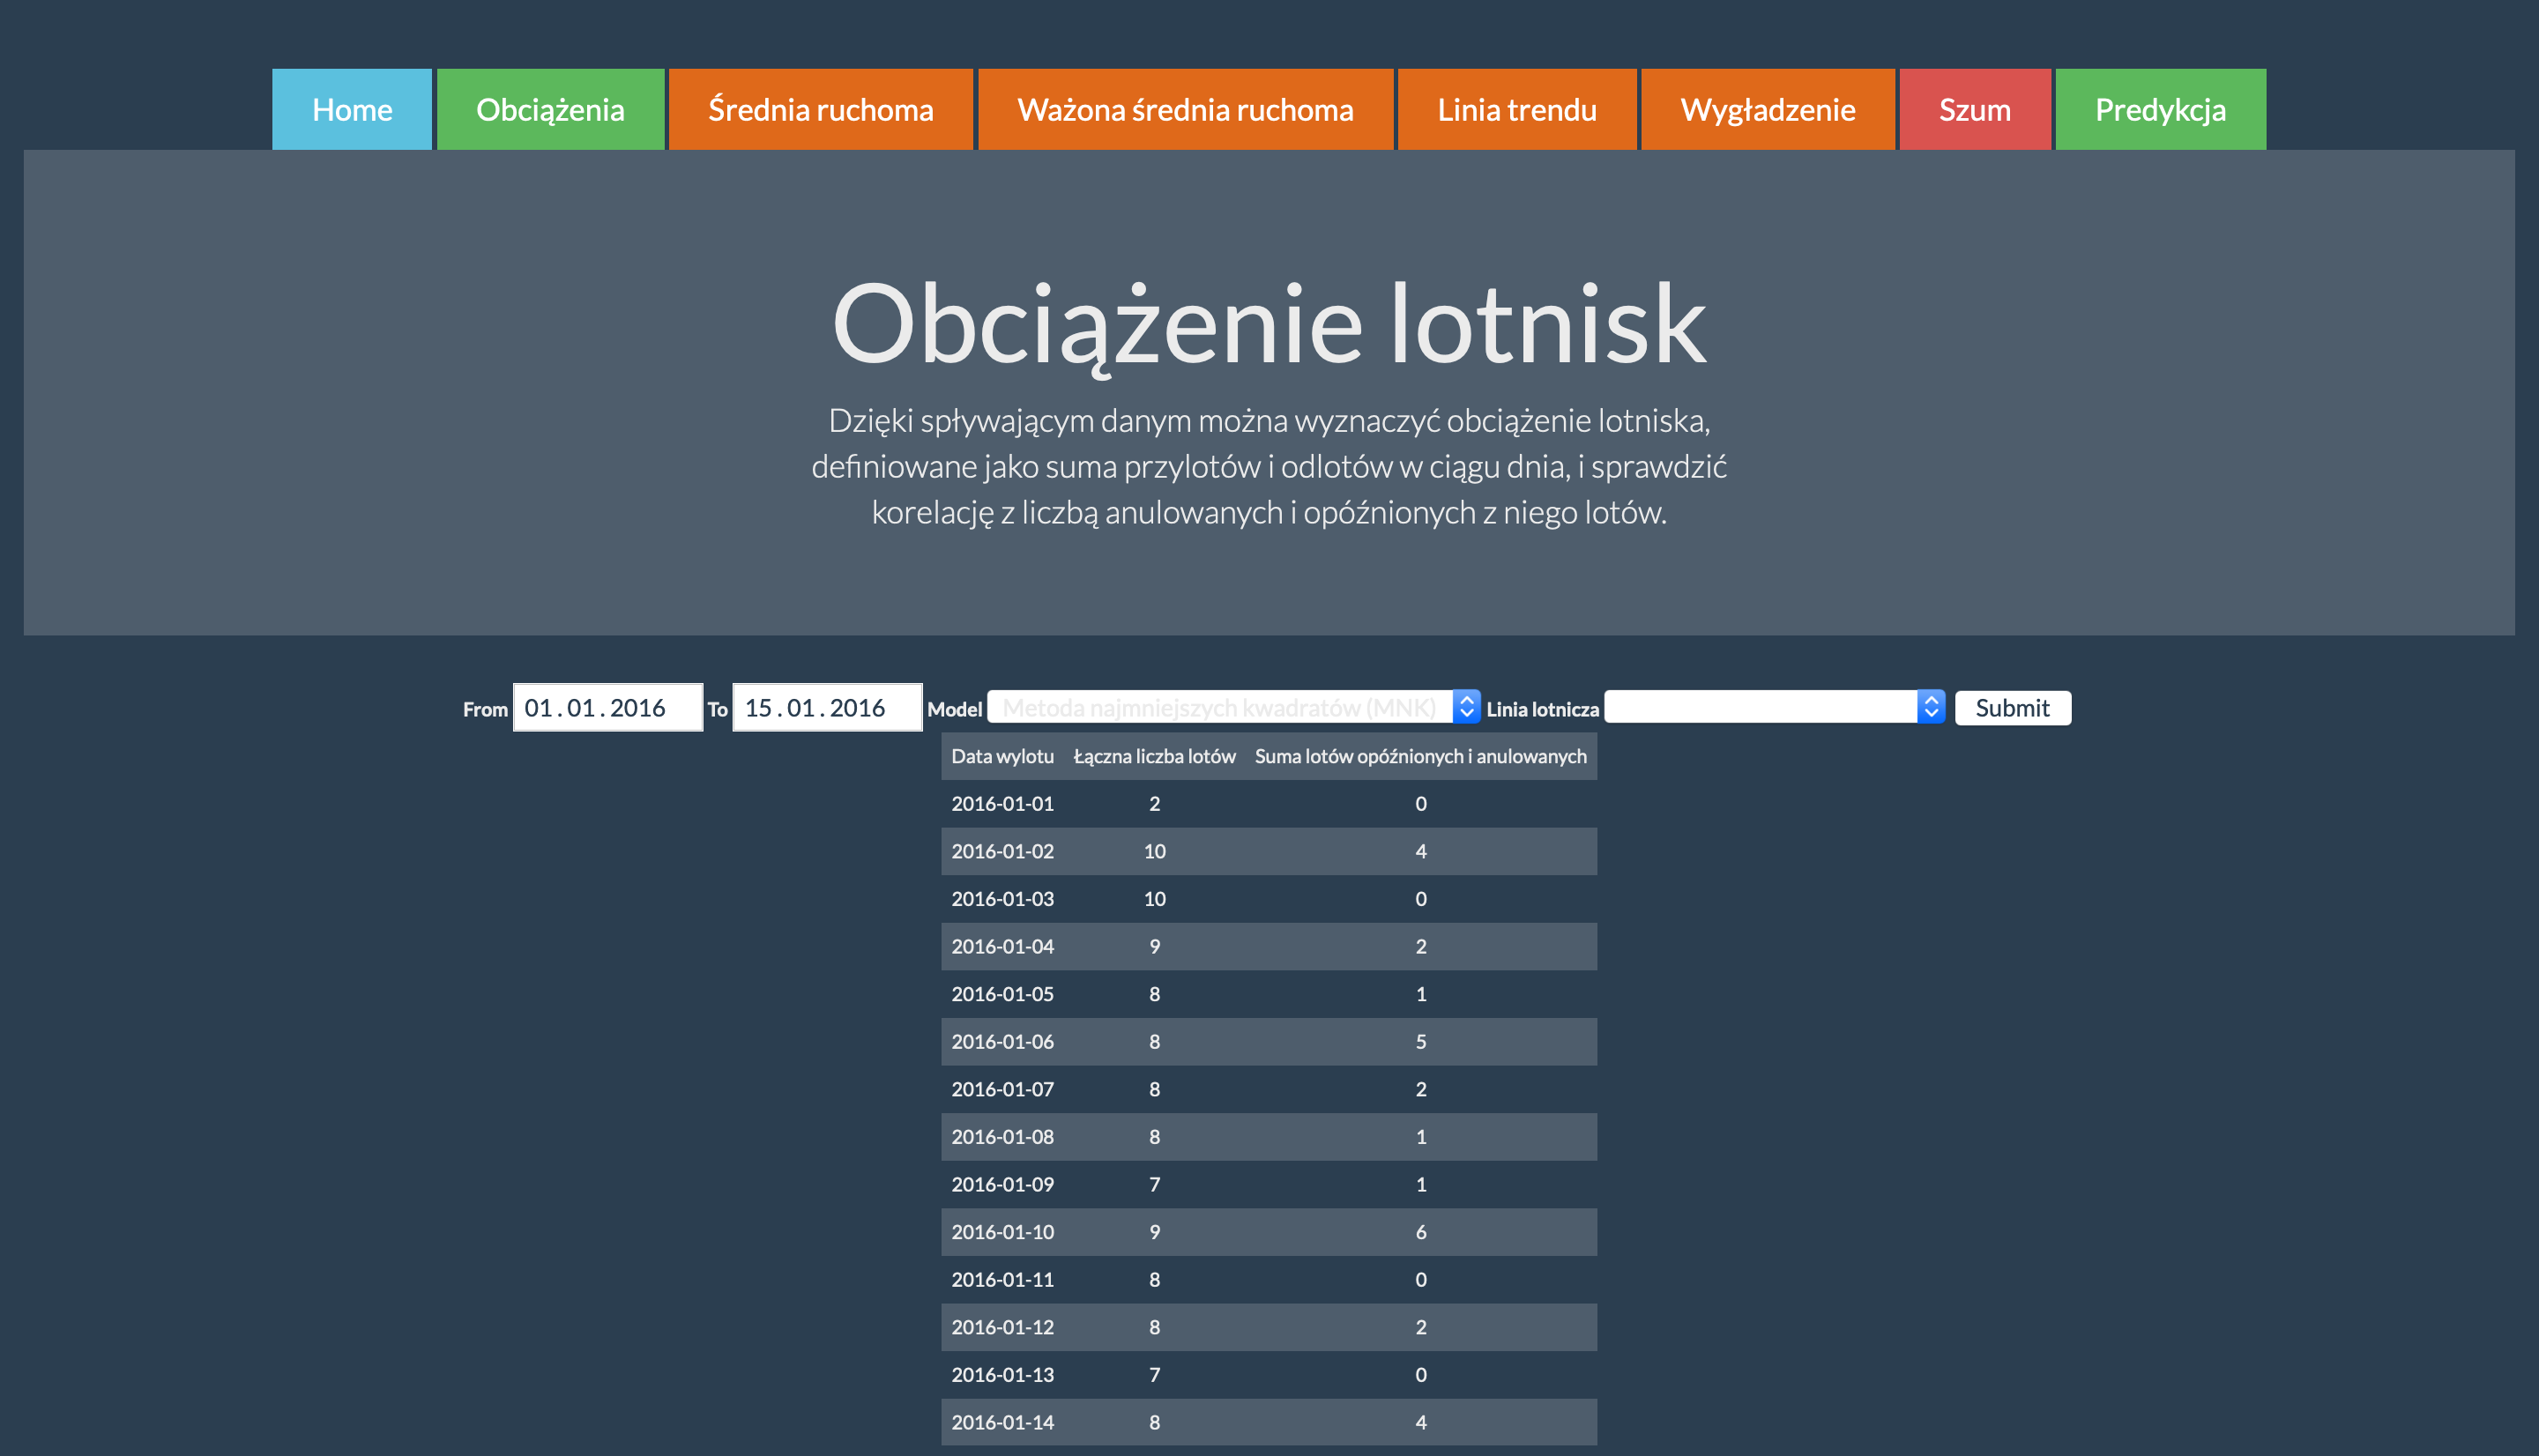 Home Obciążenia Średnia ruchoma Ważona średnia ruchoma Linia trendu Wygładzenie Szum Predykcja
Obciążenie lotnisk
Dzięki spływającym danym można wyznaczyć obciążenie lotniska,
definiowane jako suma przylotów i odlotów w ciągu dnia, i sprawdzić
korelację z liczbą anulowanych i opóźnionych z niego lotów.
From 01.01.2016 To 15.01.2016 Model Metoda najmniejszych kwadratów (MNK) Linia lotnicza Submit
Data wylotu Łączna liczba lotów Suma lotów opóźnionych i anulowanych
2016-01-01 2 0
2016-01-02 10 4
2016-01-03 10 0
2016-01-04 9 2
2016-01-05 8 1
2016-01-06 8 5
2016-01-07 8 2
2016-01-08 8 1
2016-01-09 7 1
2016-01-10 9 6
2016-01-11 8 0
2016-01-12 8 2
2016-01-13 7 0
2016-01-14 8 4